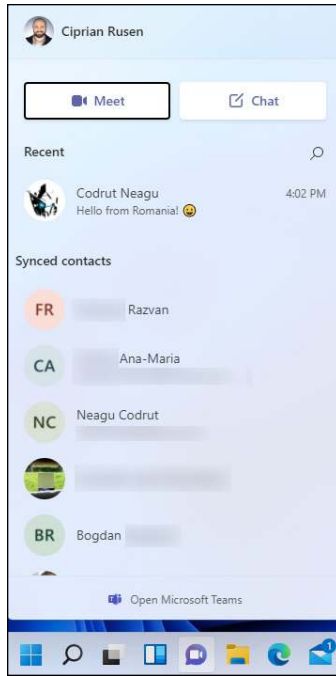 Ciprian Rusen
Meet
Chat
Recent
Codrut Neagu
4:02 PM
Hello from Romania! 😀
Synced contacts
FR
Razvan
CA
Ana-Maria
NC
Neagu Codrut
BR
Bogdan
Open Microsoft Teams
1